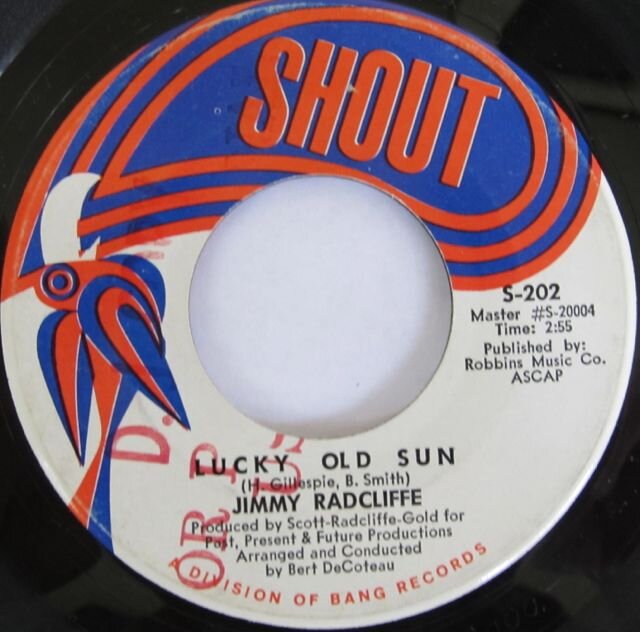 SHOUT
S-202
Master #S-20004
Time: 2:55
Published by:
Robbins Music Co.
ASCAP
LUCKY OLD SUN
(H. Gillespie, B. Smith)
JIMMY RADCLIFFE
Produced by Scott-Radcliffe-Gold for
Past, Present & Future Productions
Arranged and Conducted
by Bert DeCoteau
A DIVISION OF BANG RECORDS
D.